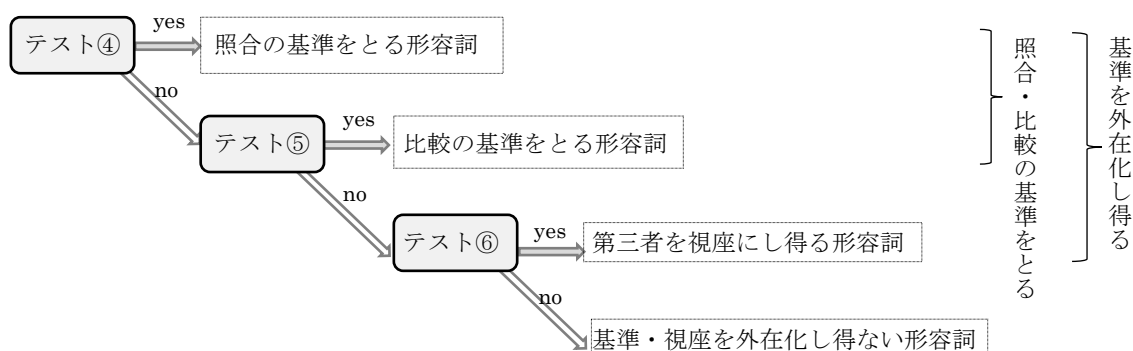 テスト④
yes
照合の基準をとる形容詞
no
テスト⑤
yes
比較の基準をとる形容詞
no
テスト⑥
yes
第三者を視座にし得る形容詞
no
基準・視座を外在化し得ない形容詞
照合・比較の基準をとる
基準を外在化し得る